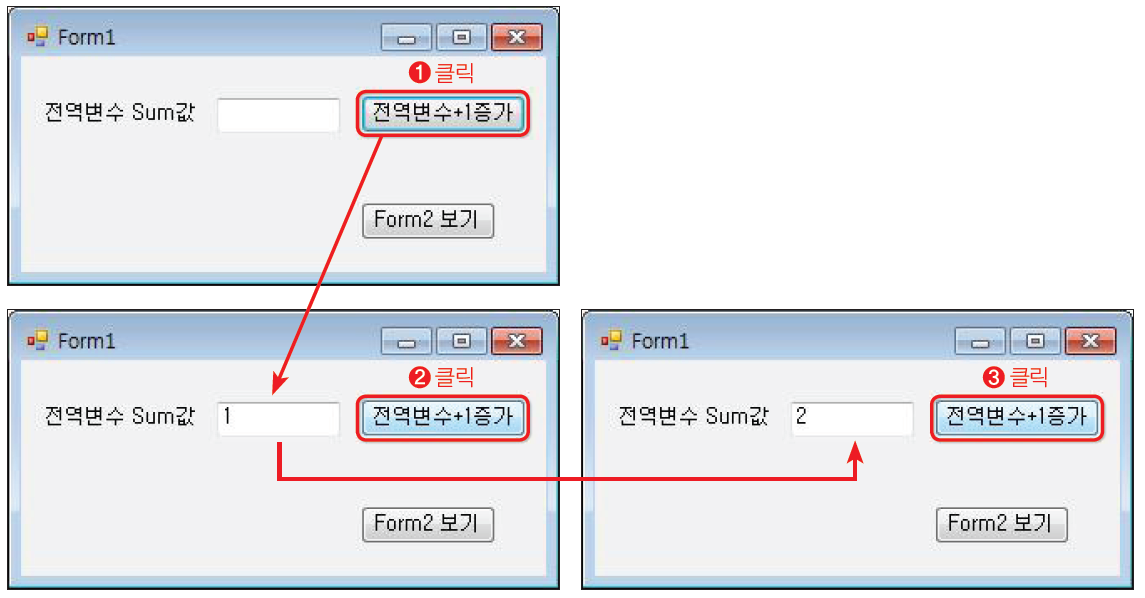 Form1
❶ 클릭
전역변수 Sum값
전역변수+1증가
Form2 보기
Form1
❷ 클릭
전역변수 Sum값 1
전역변수+1증가
Form2 보기
Form1
❸ 클릭
전역변수 Sum값 2
전역변수+1증가
Form2 보기